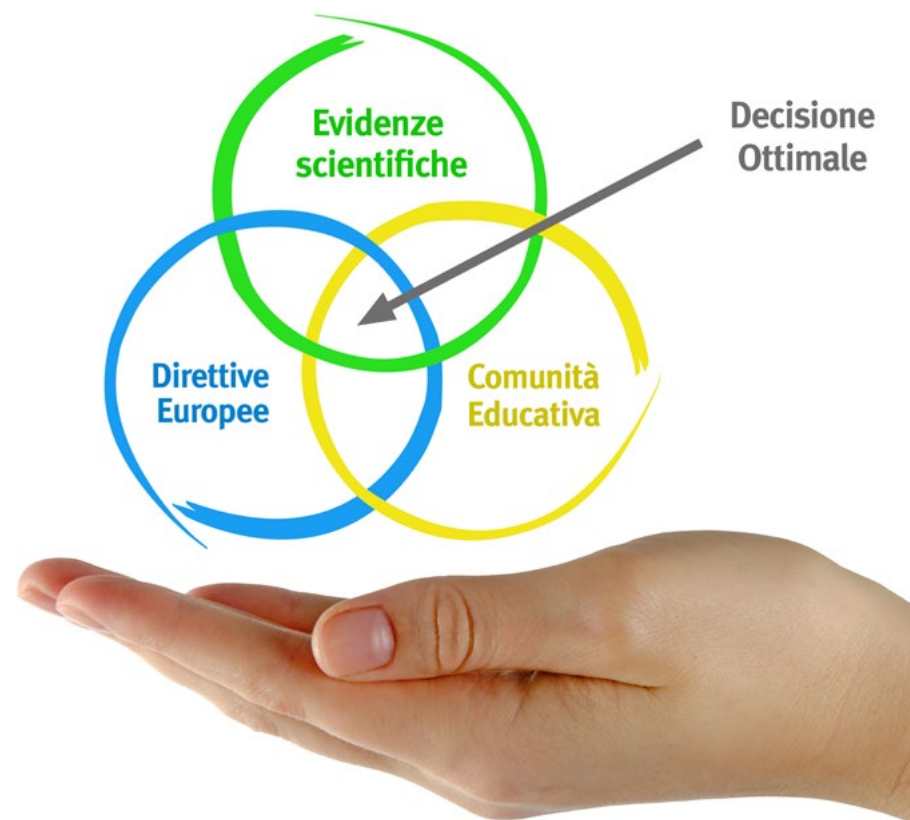 Evidenze
scientifiche
Decisione
Ottimale
Direttive
Europee
Comunità
Educativa